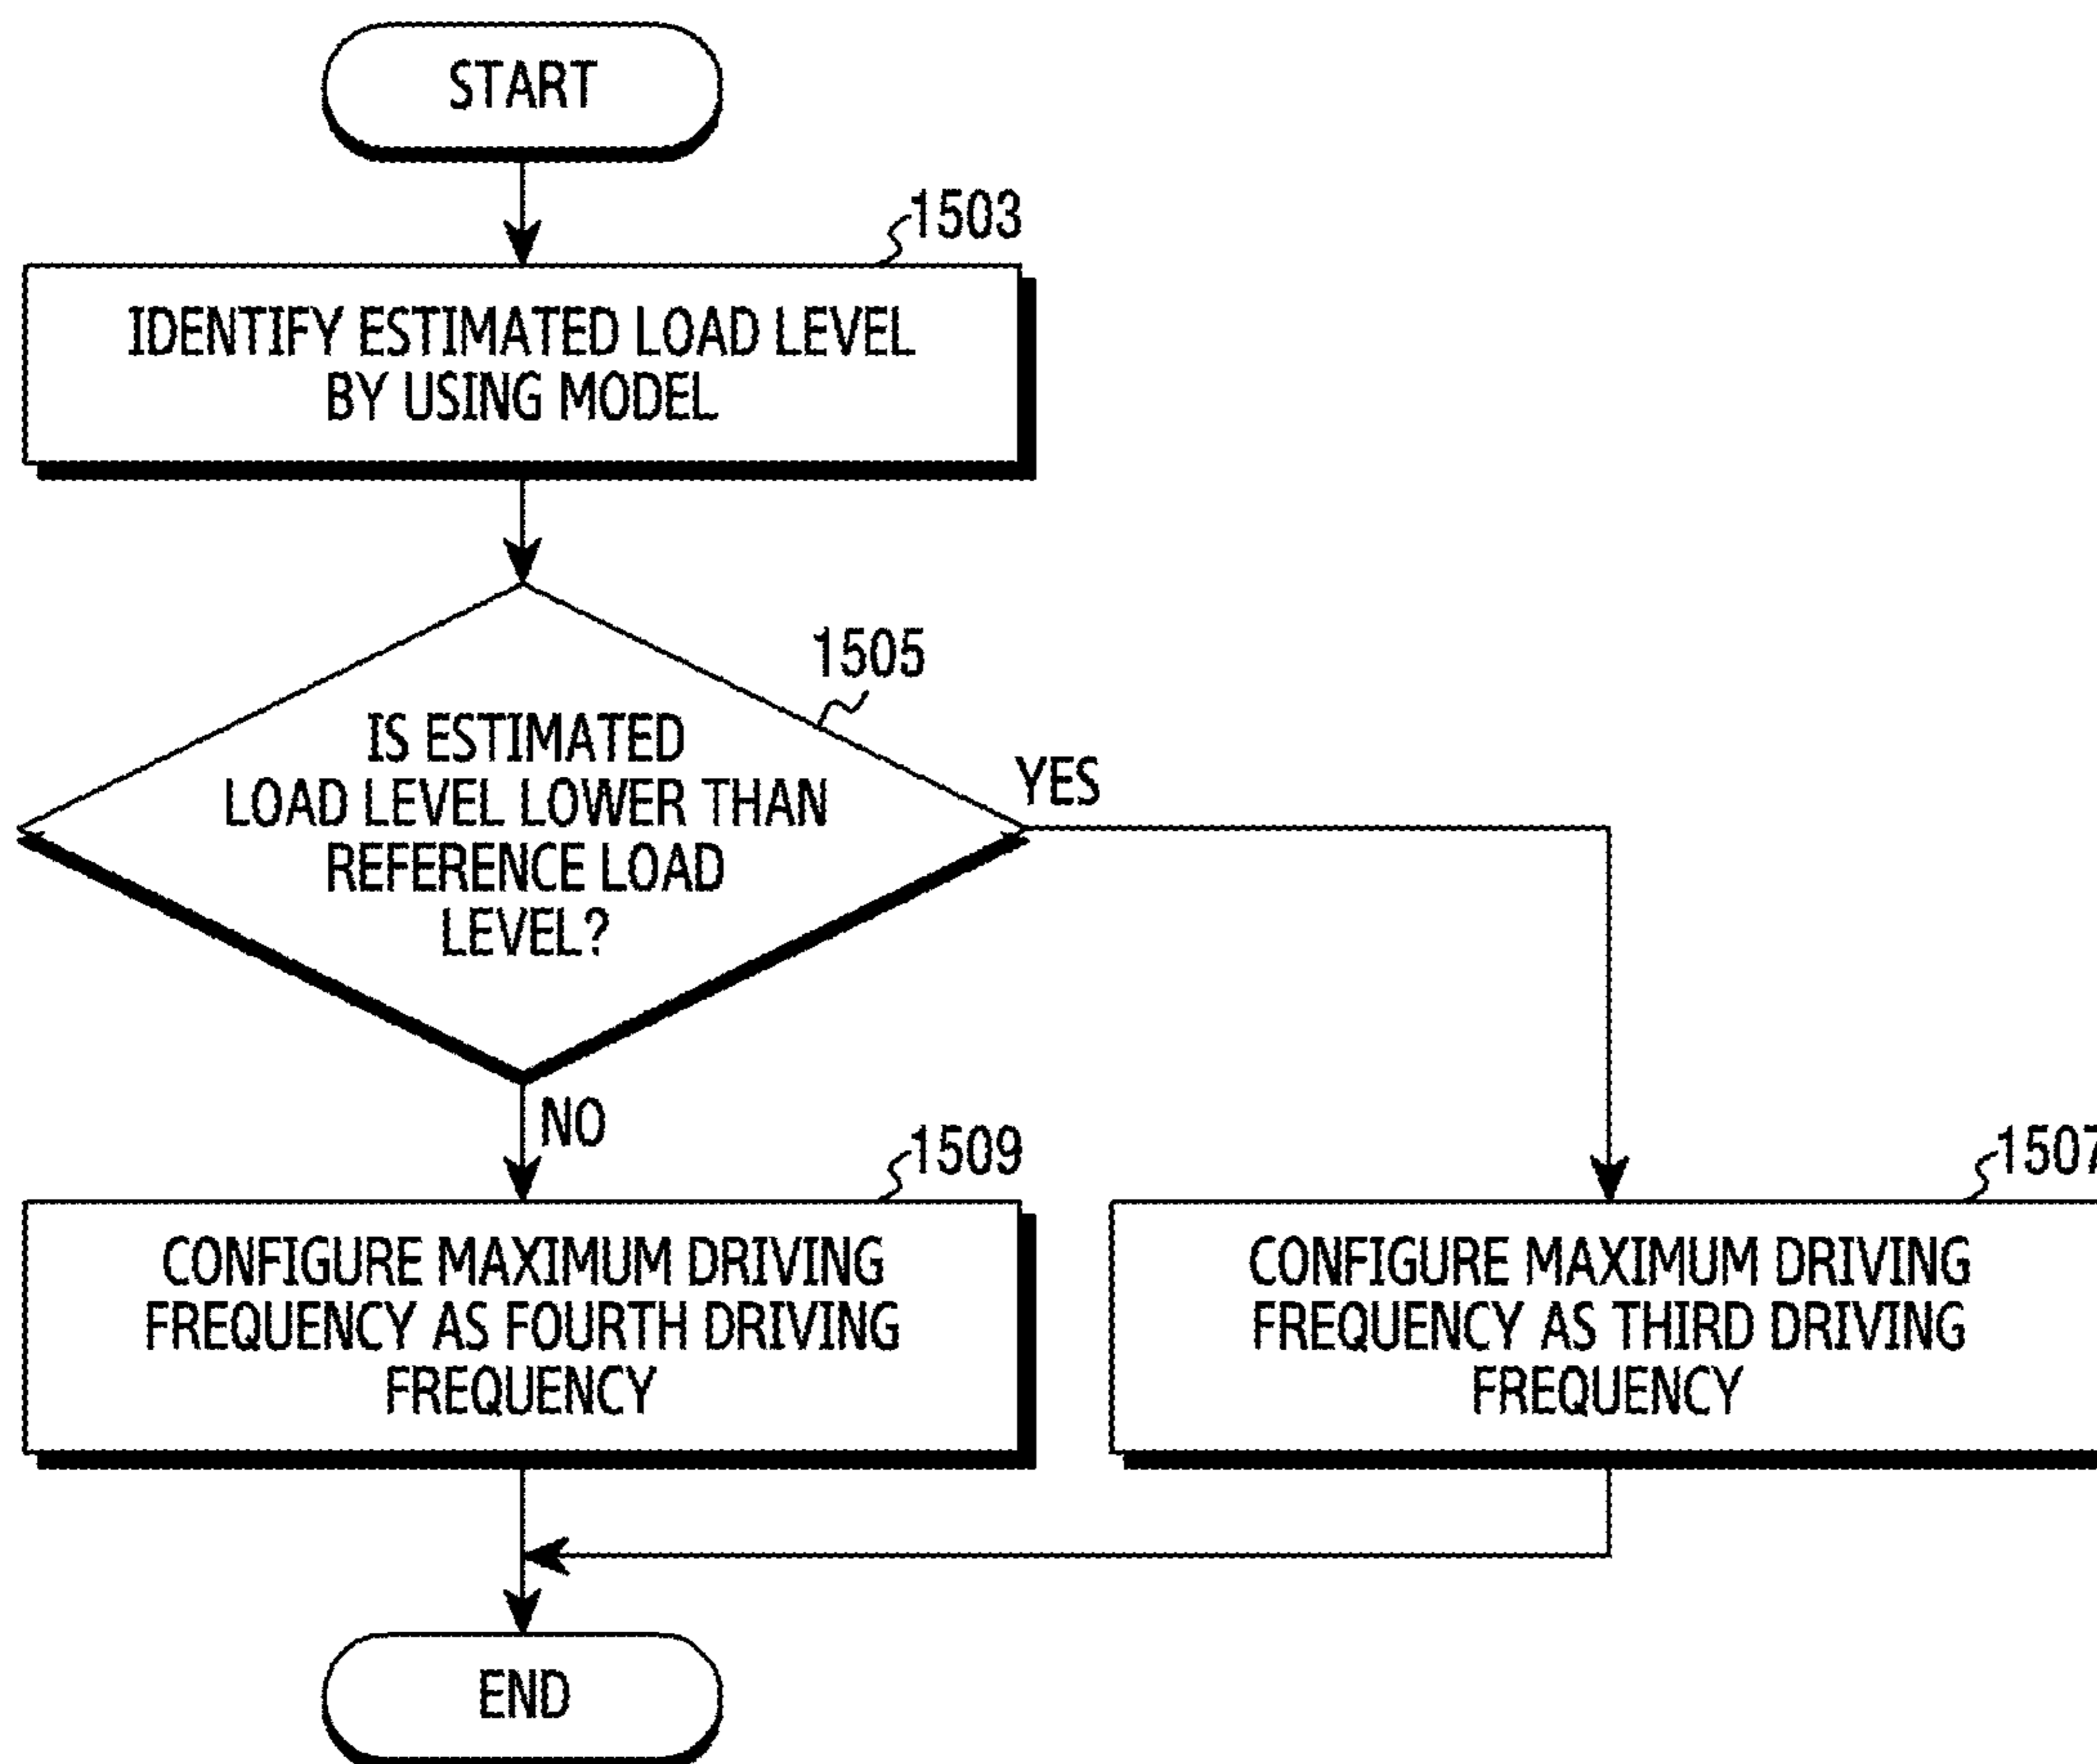 START
1503
IDENTIFY ESTIMATED LOAD LEVEL
BY USING MODEL
1505
IS ESTIMATED
LOAD LEVEL LOWER THAN
REFERENCE LOAD
LEVEL?
YES
NO
1509
CONFIGURE MAXIMUM DRIVING
FREQUENCY AS FOURTH DRIVING
FREQUENCY
1507
CONFIGURE MAXIMUM DRIVING
FREQUENCY AS THIRD DRIVING
FREQUENCY
END